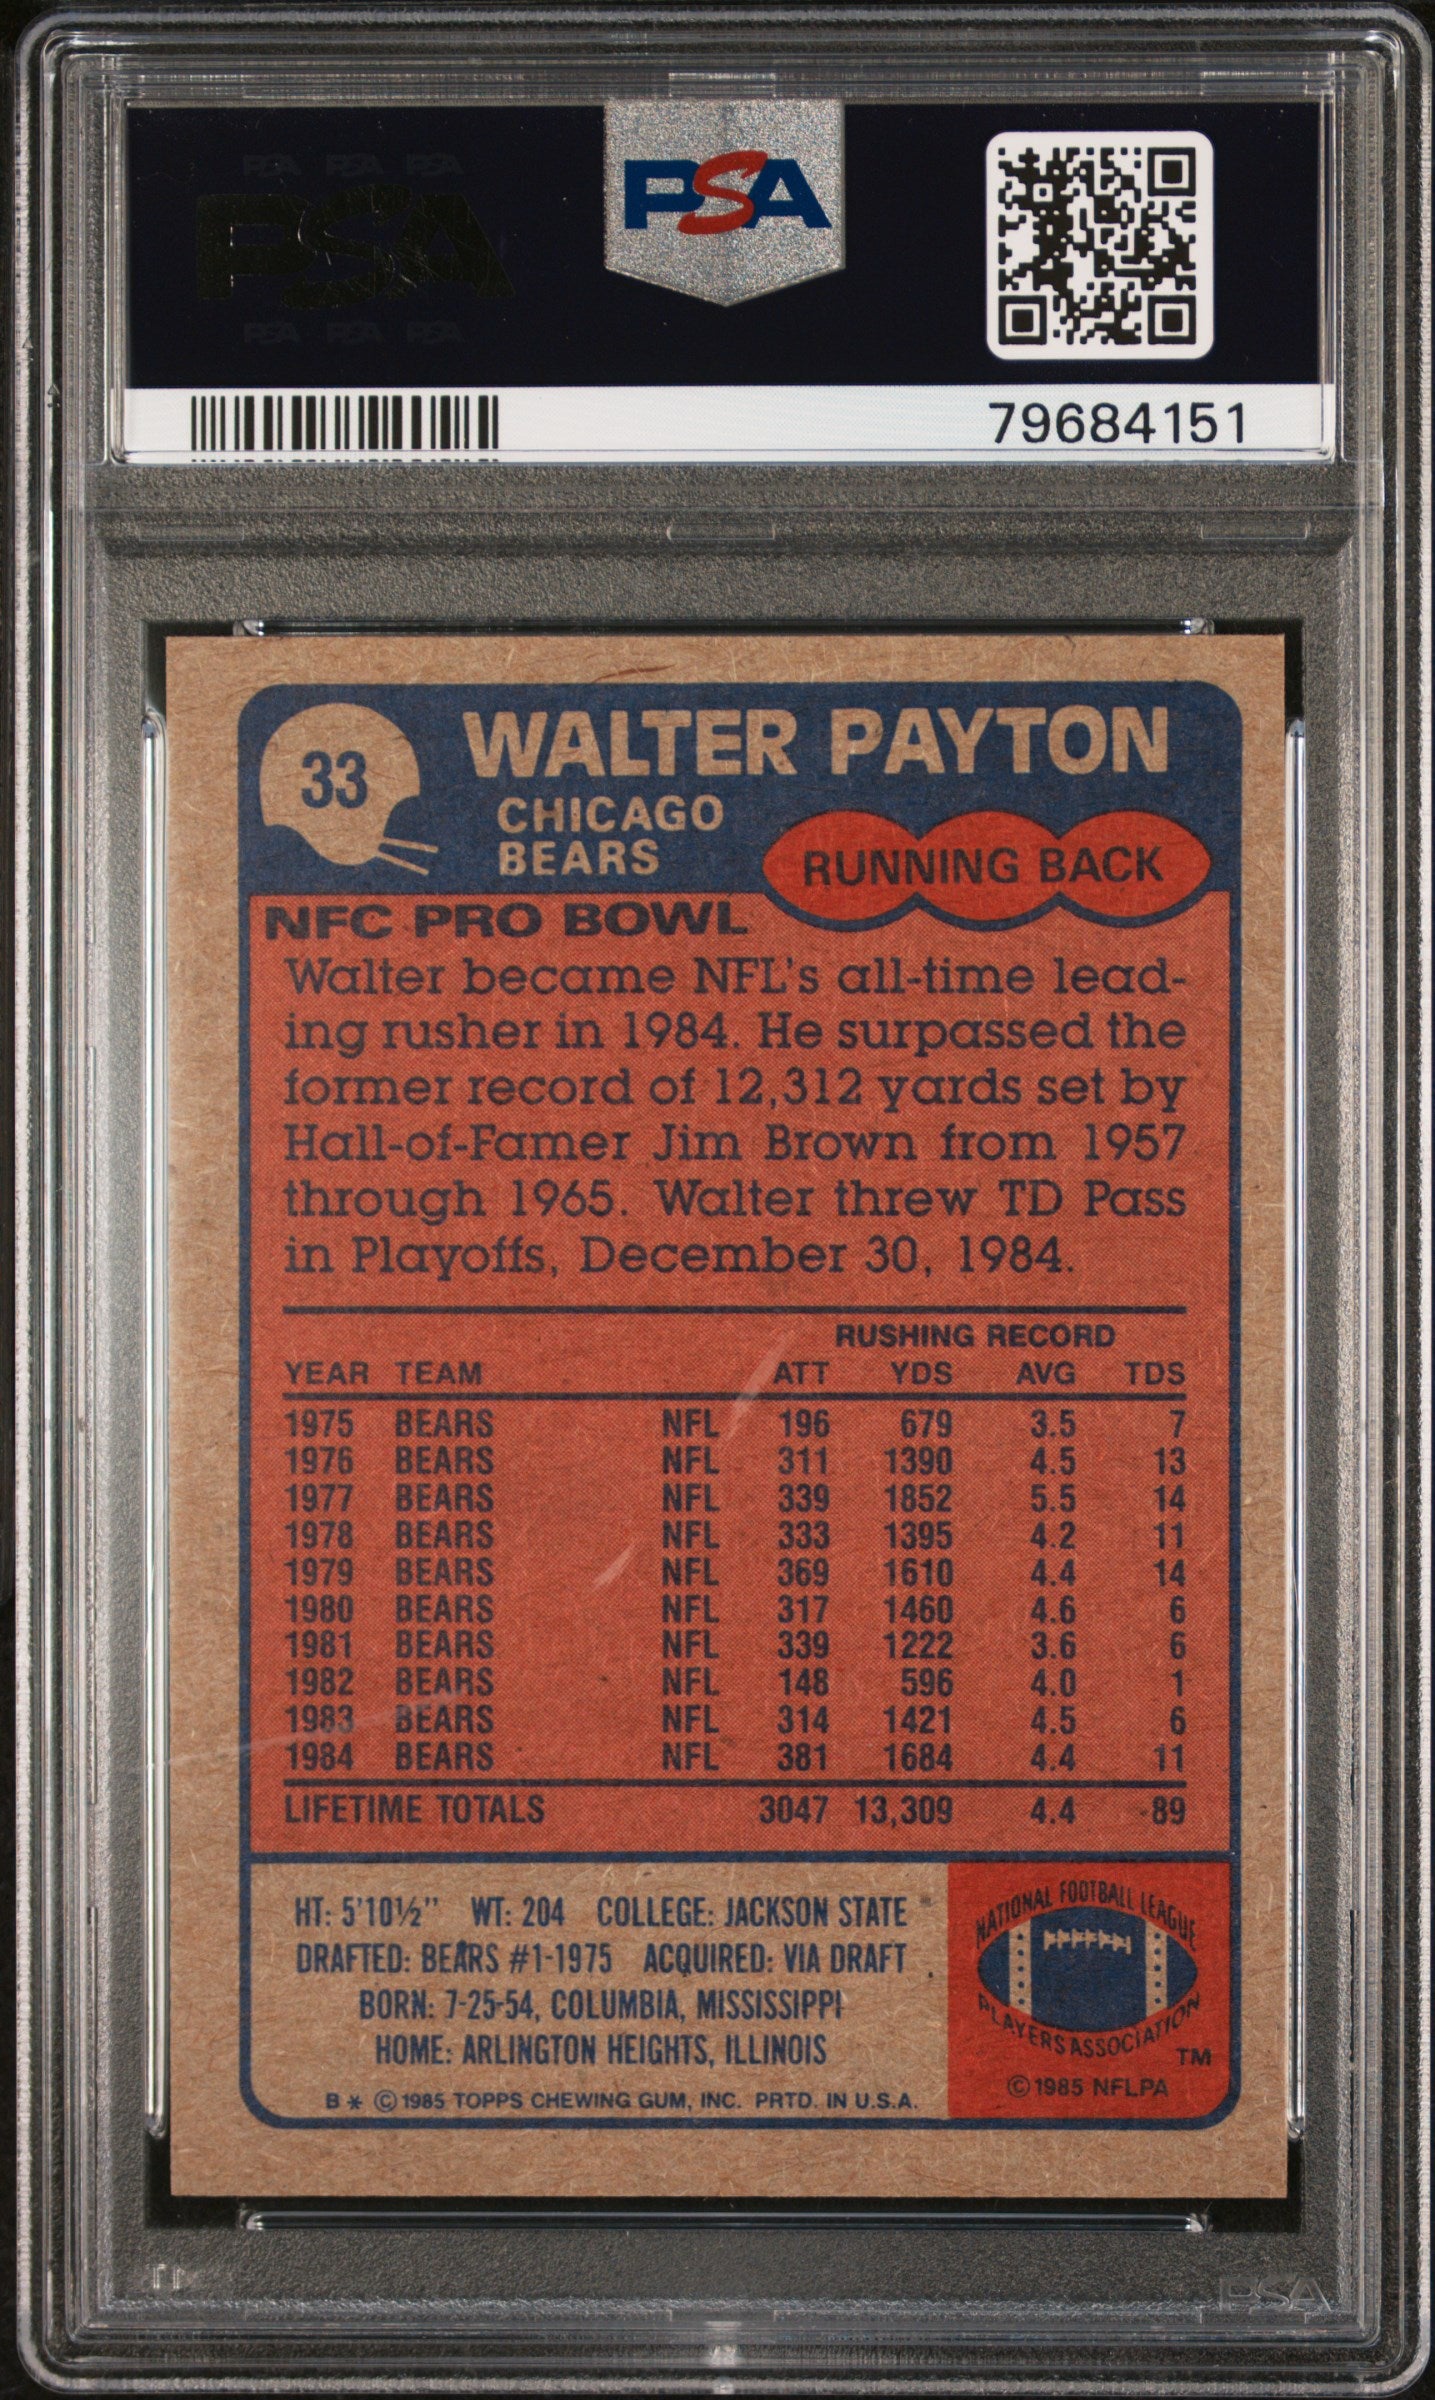 PSA PSA PSA
PSA
PSA PSA PSA
PSA
79684151
33
WALTER PAYTON
CHICAGO
BEARS
RUNNING BACK
NFC PRO BOWL
Walter became NFL's all-time lead-
ing rusher in 1984. He surpassed the
former record of 12,312 yards set by
Hall-of-Famer Jim Brown from 1957
through 1965. Walter threw TD Pass
in Playoffs, December 30, 1984.
RUSHING RECORD
YEAR TEAM ATT YDS AVG TDS
1975 BEARS NFL 196 679 3.5 7
1976 BEARS NFL 311 1390 4.5 13
1977 BEARS NFL 339 1852 5.5 14
1978 BEARS NFL 333 1395 4.2 11
1979 BEARS NFL 369 1610 4.4 14
1980 BEARS NFL 317 1460 4.6 6
1981 BEARS NFL 339 1222 3.6 6
1982 BEARS NFL 148 596 4.0 1
1983 BEARS NFL 314 1421 4.5 6
1984 BEARS NFL 381 1684 4.4 11
LIFETIME TOTALS 3047 13,309 4.4 89
HT: 5'10½" WT: 204 COLLEGE: JACKSON STATE
DRAFTED: BEARS #1-1975 ACQUIRED: VIA DRAFT
BORN: 7-25-54, COLUMBIA, MISSISSIPPI
HOME: ARLINGTON HEIGHTS, ILLINOIS
B * © 1985 TOPPS CHEWING GUM, INC. PRTD. IN U.S.A.
NATIONAL FOOTBALL LEAGUE
PLAYERS ASSOCIATION
TM
© 1985 NFLPA
PSA